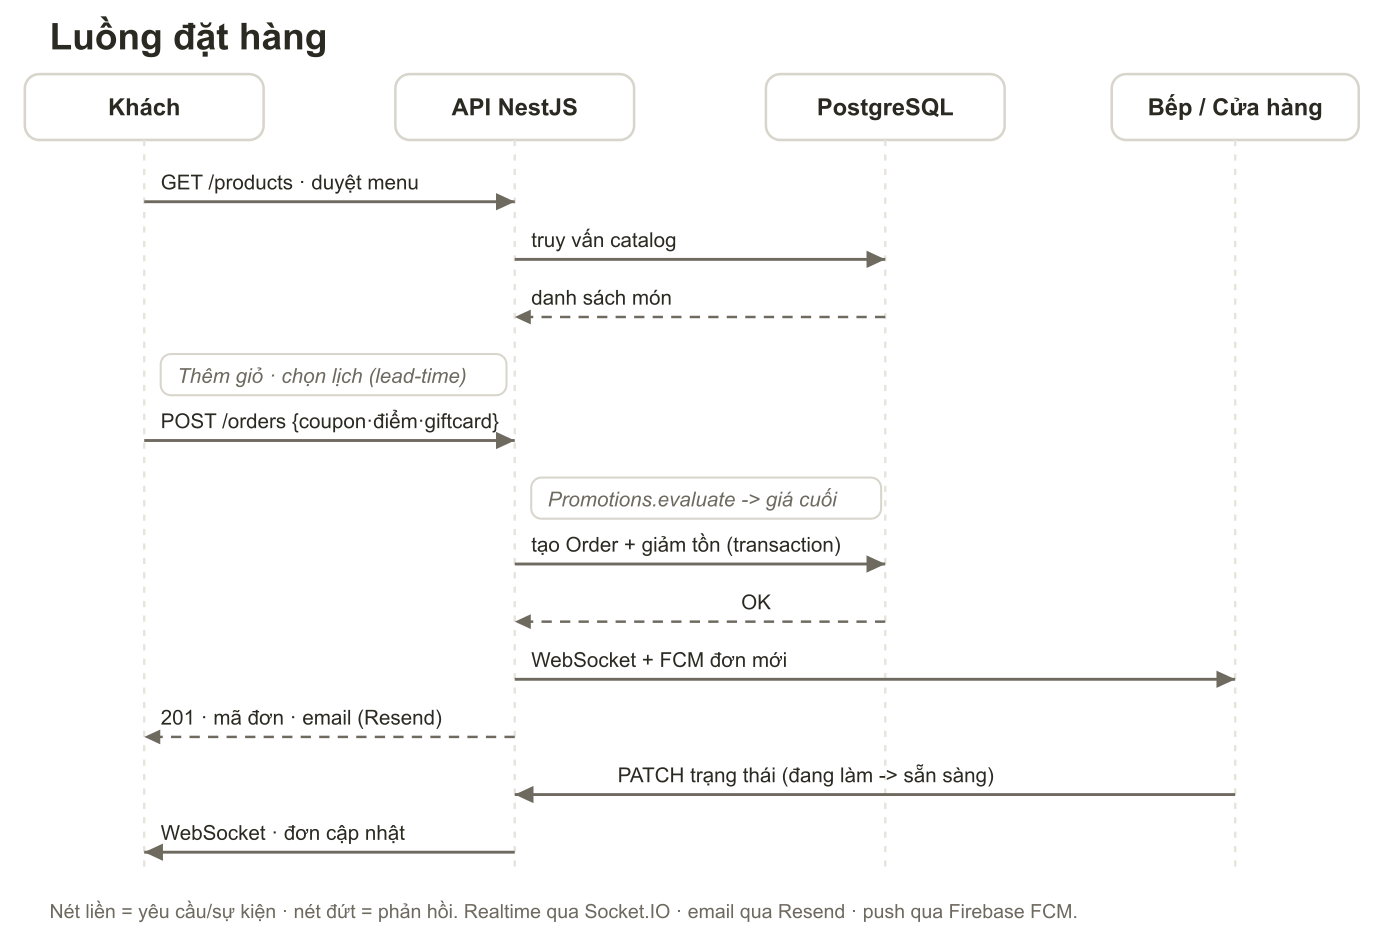 Luồng đặt hàng
Khách
API NestJS
PostgreSQL
Bếp / Cửa hàng
GET /products · duyệt menu
truy vấn catalog
danh sách món
Thêm giỏ · chọn lịch (lead-time)
POST /orders {coupon·điểm·giftcard}
Promotions.evaluate -> giá cuối
tạo Order + giảm tồn (transaction)
OK
WebSocket + FCM đơn mới
201 · mã đơn · email (Resend)
PATCH trạng thái (đang làm -> sẵn sàng)
WebSocket · đơn cập nhật
Nét liền = yêu cầu/sự kiện · nét đứt = phản hồi. Realtime qua Socket.IO · email qua Resend · push qua Firebase FCM.